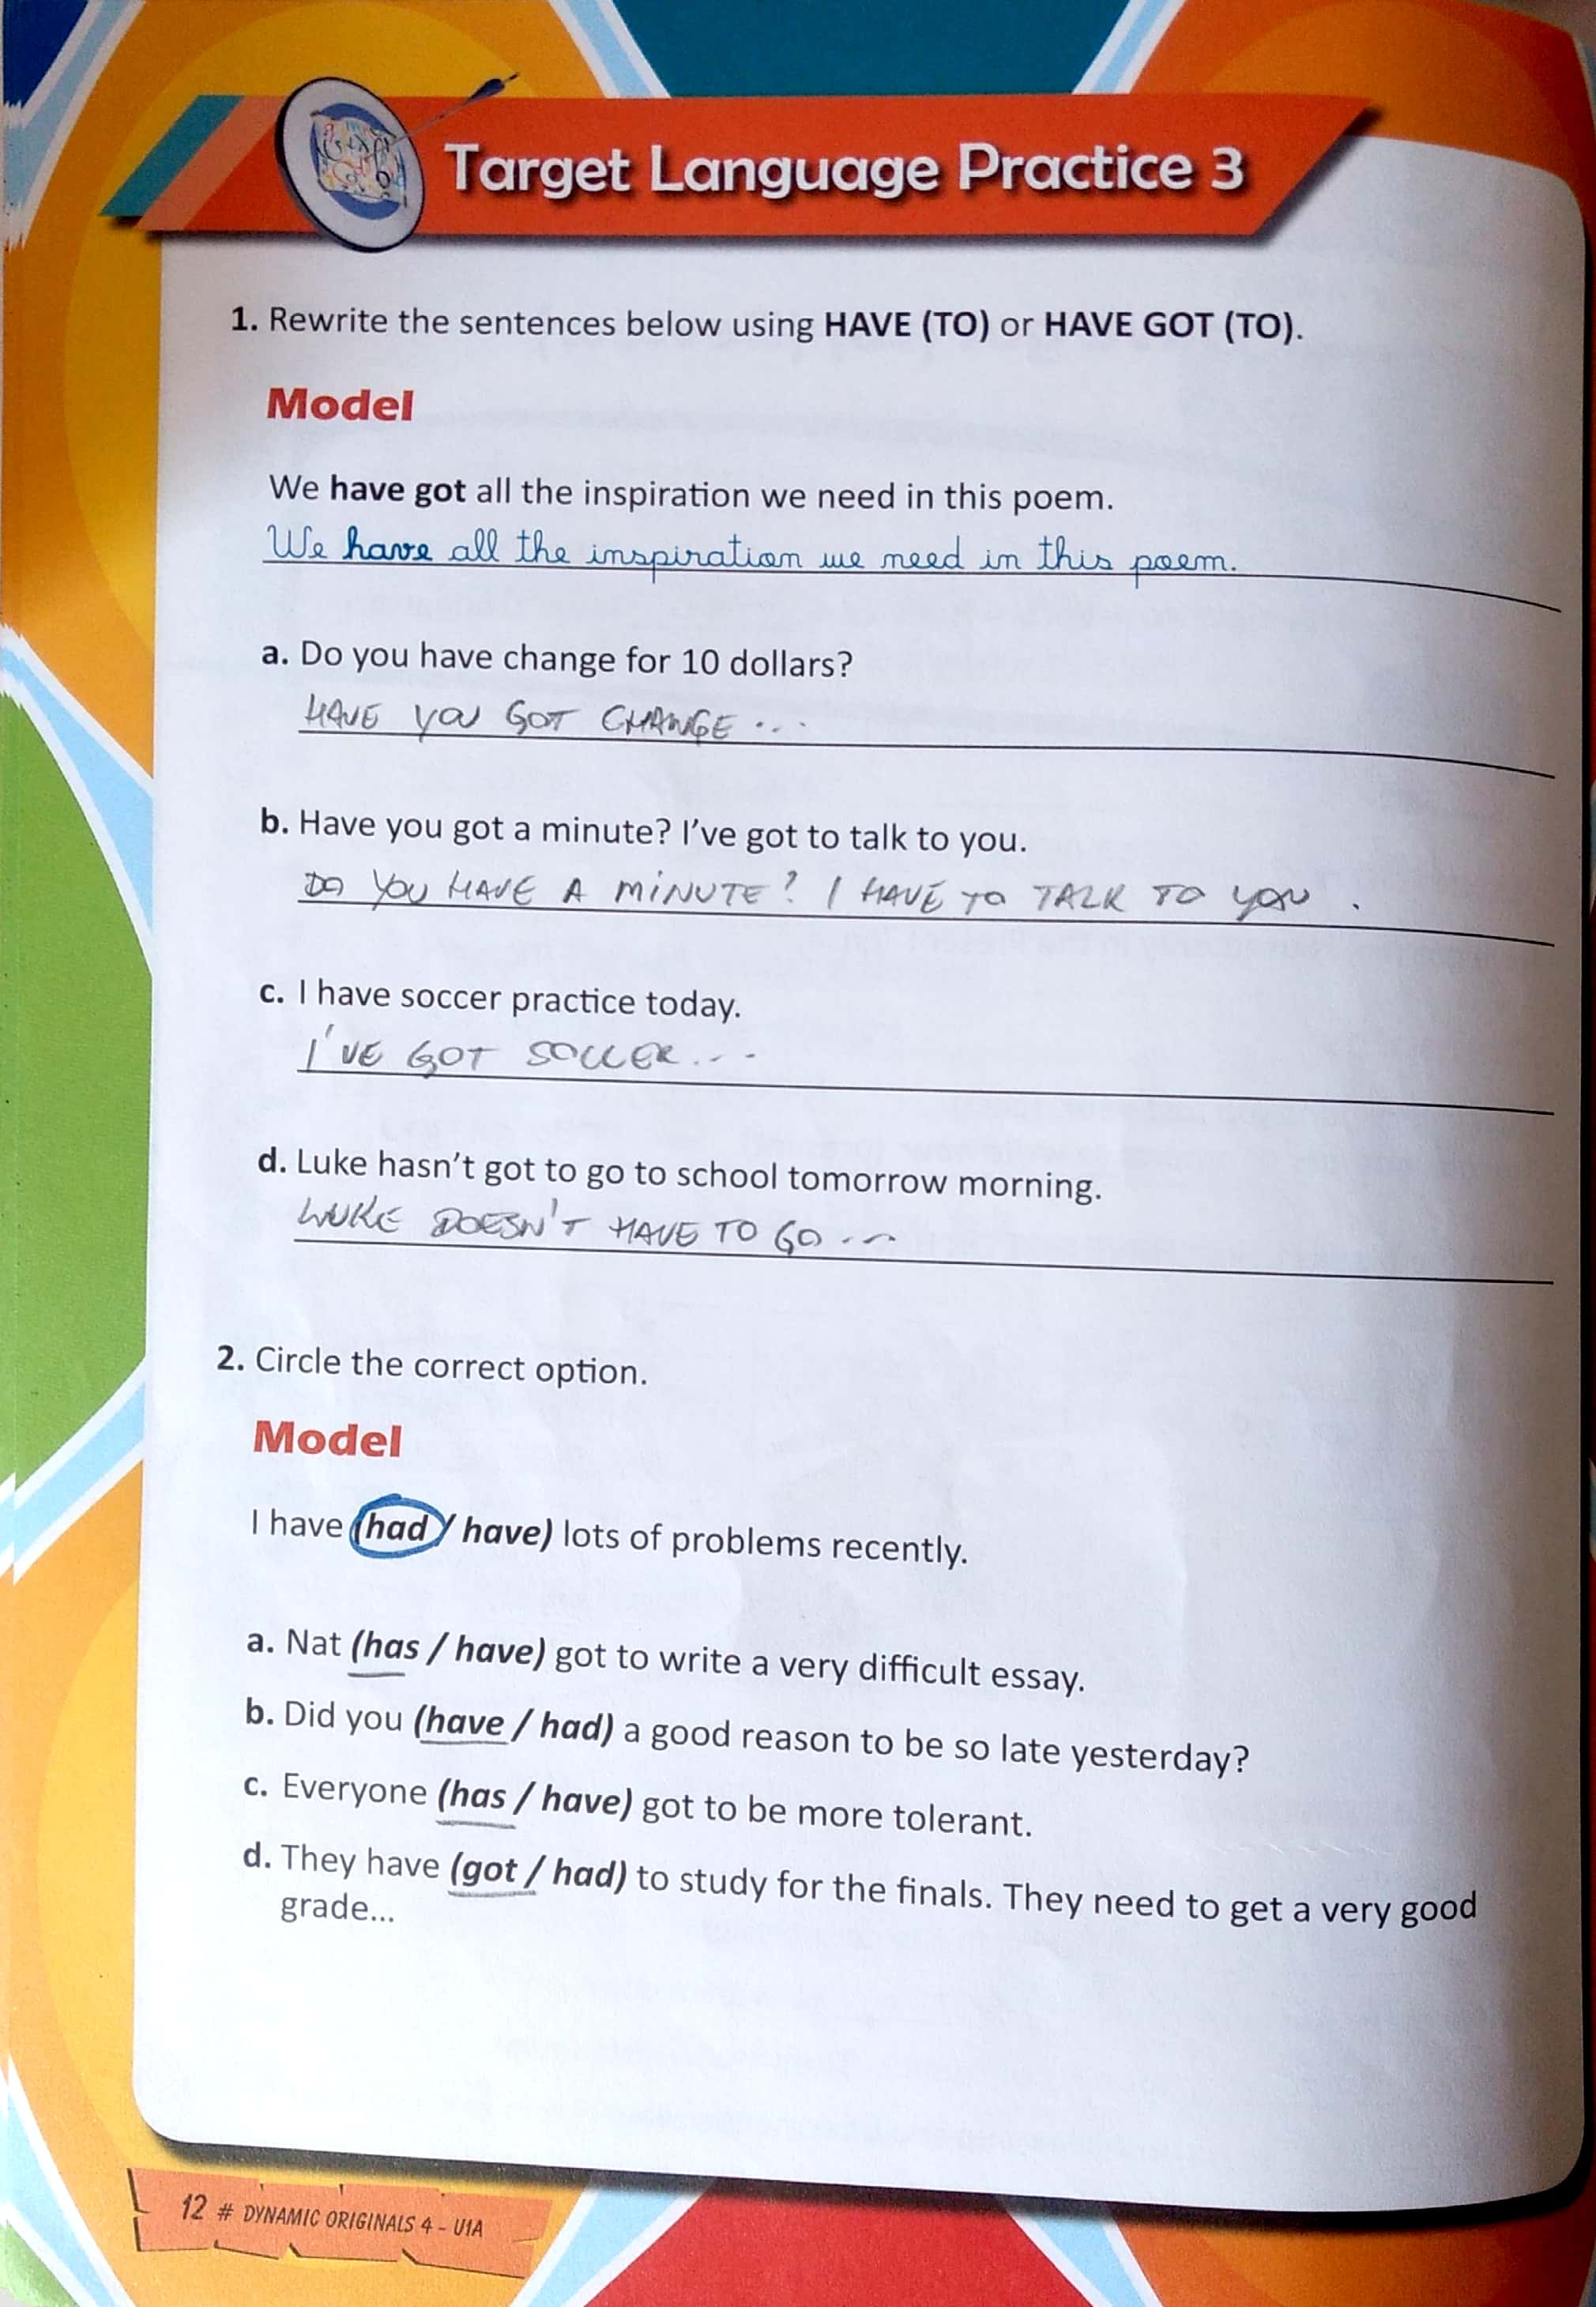 Target Language Practice 3
1. Rewrite the sentences below using HAVE (TO) or HAVE GOT (TO).
Model
We have got all the inspiration we need in this poem.
We have all the inspiration we need in this poem.
a. Do you have change for 10 dollars?
HAVE YOU GOT CHANGE ...
b. Have you got a minute? I've got to talk to you.
DO YOU HAVE A MINUTE? I HAVE TO TALK TO YOU.
c. I have soccer practice today.
I'VE GOT SOCCER...
d. Luke hasn't got to go to school tomorrow morning.
LUKE DOESN'T HAVE TO GO ...
2. Circle the correct option.
Model
I have (had / have) lots of problems recently.
a. Nat (has / have) got to write a very difficult essay.
b. Did you (have / had) a good reason to be so late yesterday?
c. Everyone (has / have) got to be more tolerant.
d. They have (got / had) to study for the finals. They need to get a very good
grade...
12 # DYNAMIC ORIGINALS 4 - U1A